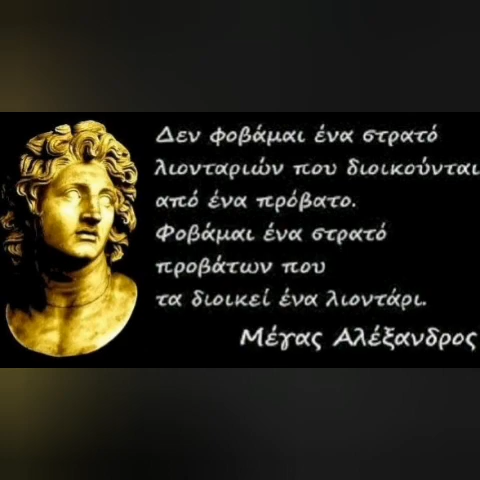 Δεν φοβάμαι ένα στρατό
λιονταριών που διοικούνται
από ένα πρόβατο.
Φοβάμαι ένα στρατό
προβάτων που
τα διοικεί ένα λιοντάρι.
Μέγας Αλέξανδρος